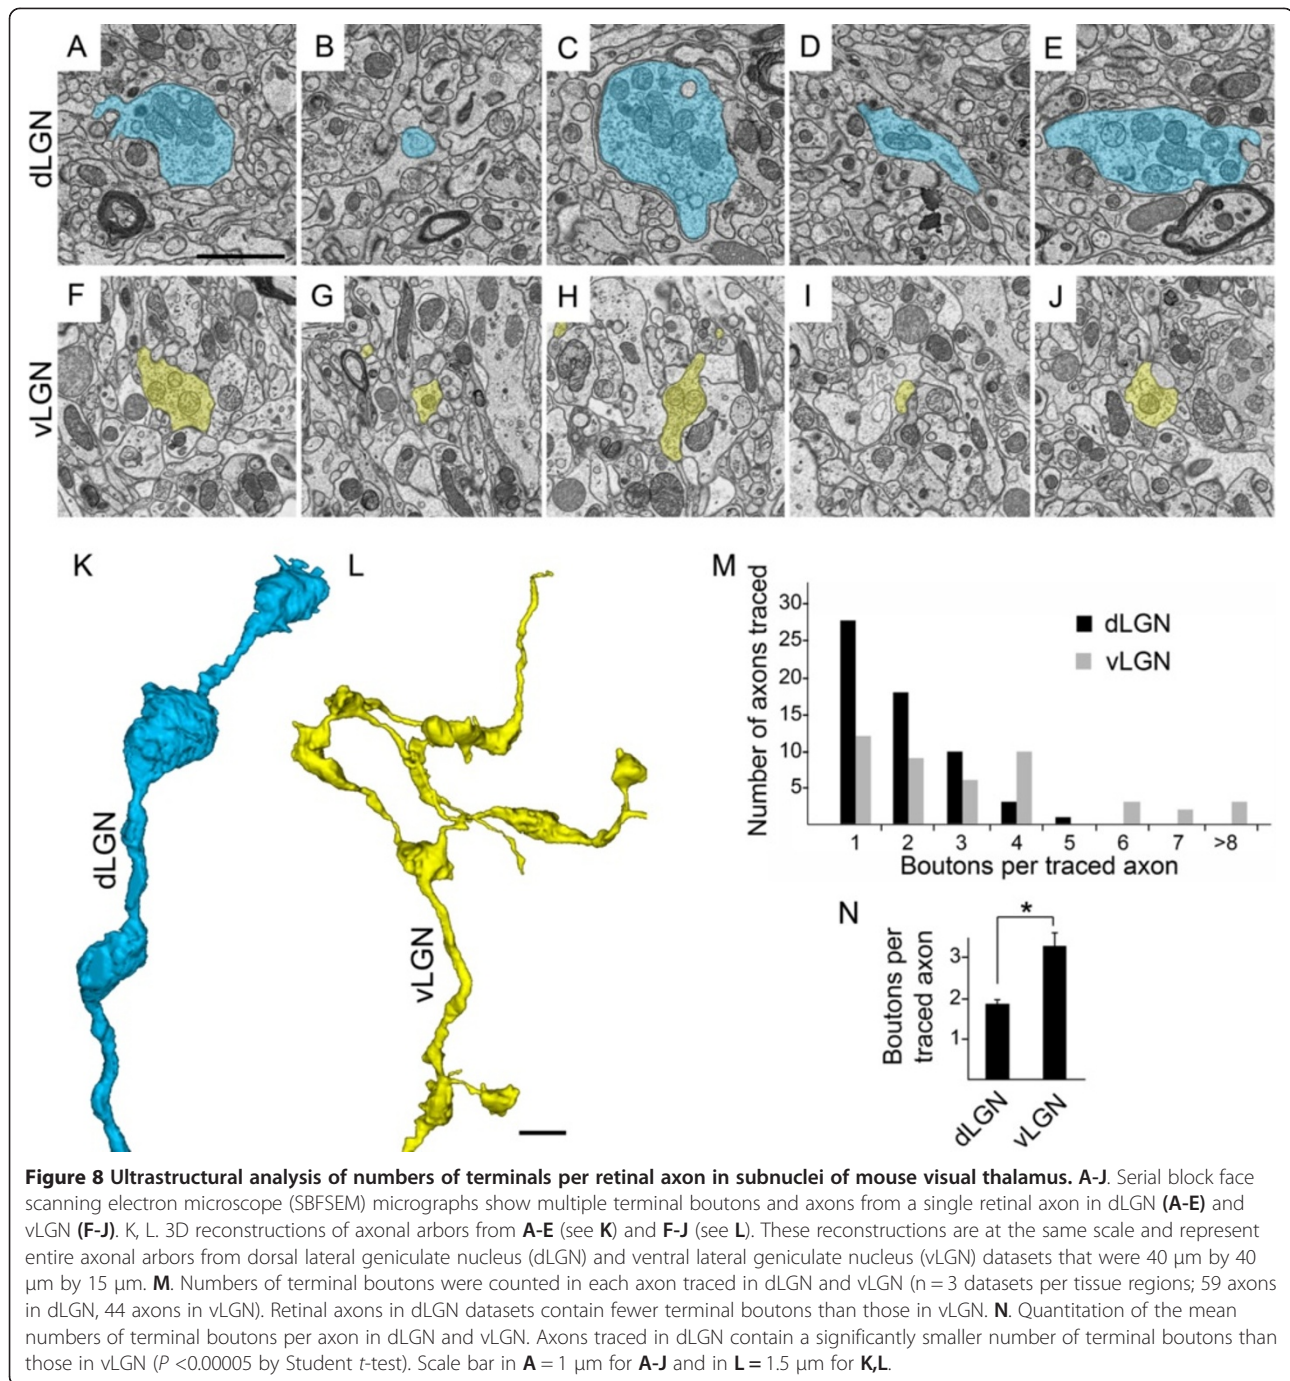 A B C D E
dLGN
F G H I J
vLGN
K L M
dLGN
vLGN
Number of axons traced
30
25
20
15
10
5
dLGN
vLGN
1 2 3 4 5 6 7 >8
Boutons per traced axon
N
*
Boutons per
traced axon
3
2
1
dLGN
vLGN
Figure 8 Ultrastructural analysis of numbers of terminals per retinal axon in subnuclei of mouse visual thalamus. A-J. Serial block face
scanning electron microscope (SBFSEM) micrographs show multiple terminal boutons and axons from a single retinal axon in dLGN (A-E) and
vLGN (F-J). K, L. 3D reconstructions of axonal arbors from A-E (see K) and F-J (see L). These reconstructions are at the same scale and represent
entire axonal arbors from dorsal lateral geniculate nucleus (dLGN) and ventral lateral geniculate nucleus (vLGN) datasets that were 40 μm by 40
μm by 15 μm. M. Numbers of terminal boutons were counted in each axon traced in dLGN and vLGN (n = 3 datasets per tissue regions; 59 axons
in dLGN, 44 axons in vLGN). Retinal axons in dLGN datasets contain fewer terminal boutons than those in vLGN. N. Quantitation of the mean
numbers of terminal boutons per axon in dLGN and vLGN. Axons traced in dLGN contain a significantly smaller number of terminal boutons than
those in vLGN (P <0.00005 by Student t-test). Scale bar in A = 1 μm for A-J and in L = 1.5 μm for K,L.